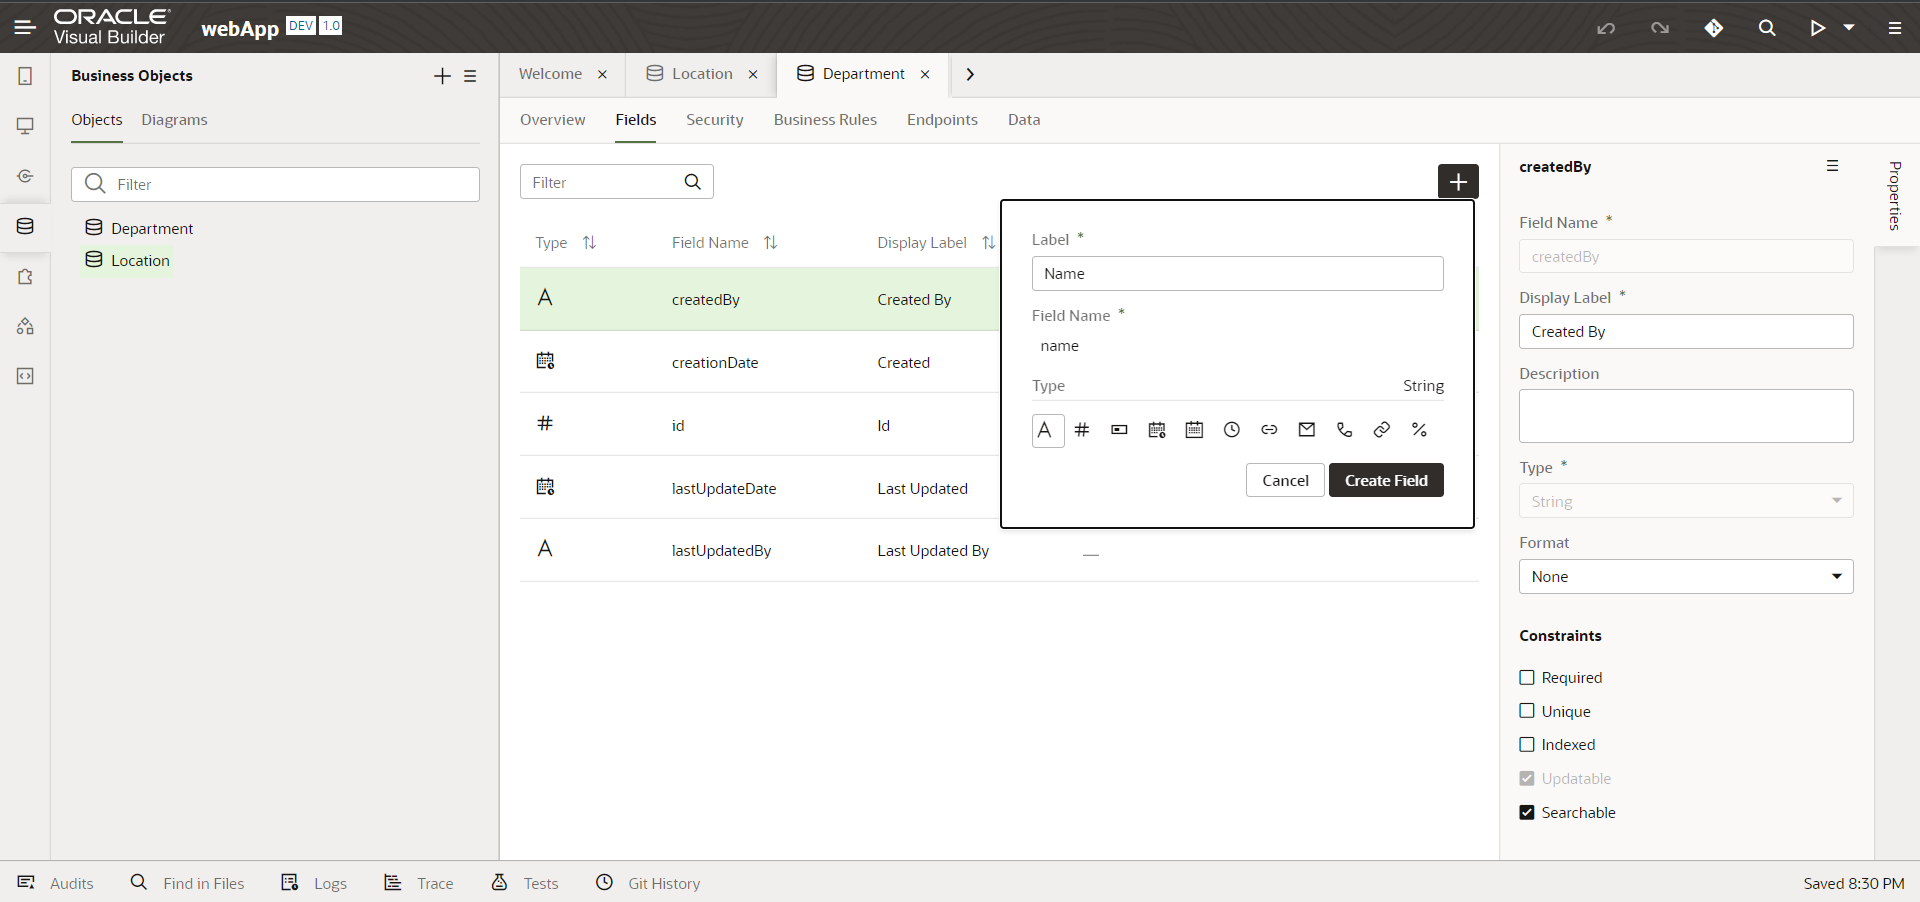 ORACLE
Visual Builder
webApp DEV 1.0
Business Objects
Objects Diagrams
Filter
Department
Location
Welcome
Location
Department
Overview Fields Security Business Rules Endpoints Data
Filter
Type Field Name Display Label
createdBy Created By
creationDate Created
id Id
lastUpdateDate Last Updated
lastUpdatedBy Last Updated By
Label *
Name
Field Name *
name
Type String
Cancel Create Field
createdBy
Field Name *
createdBy
Display Label *
Created By
Description
Type *
String
Format
None
Constraints
Required
Unique
Indexed
Updatable
Searchable
Properties
Audits Find in Files Logs Trace Tests Git History Saved 8:30 PM